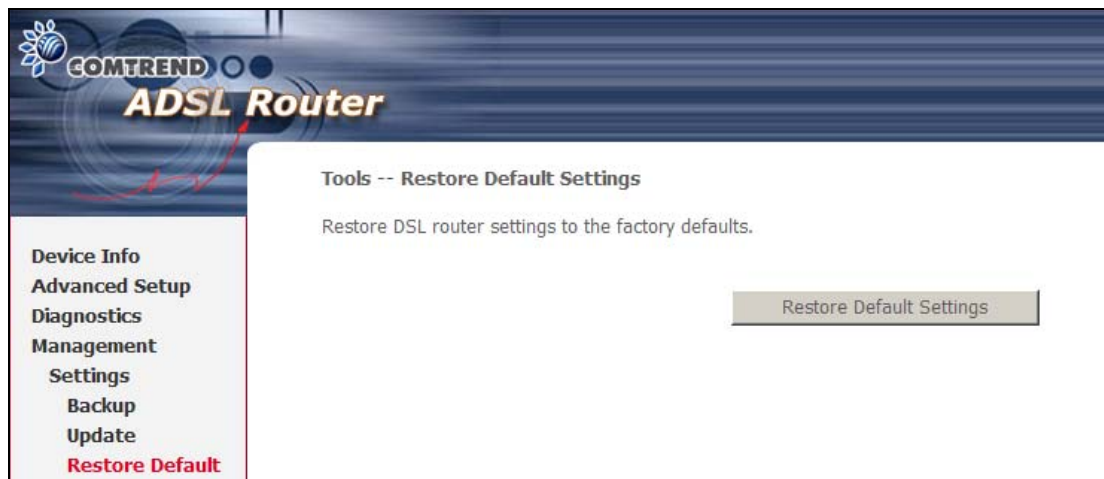 COMTREND
ADSL Router
Tools -- Restore Default Settings
Restore DSL router settings to the factory defaults.
Restore Default Settings
Device Info
Advanced Setup
Diagnostics
Management
Settings
Backup
Update
Restore Default